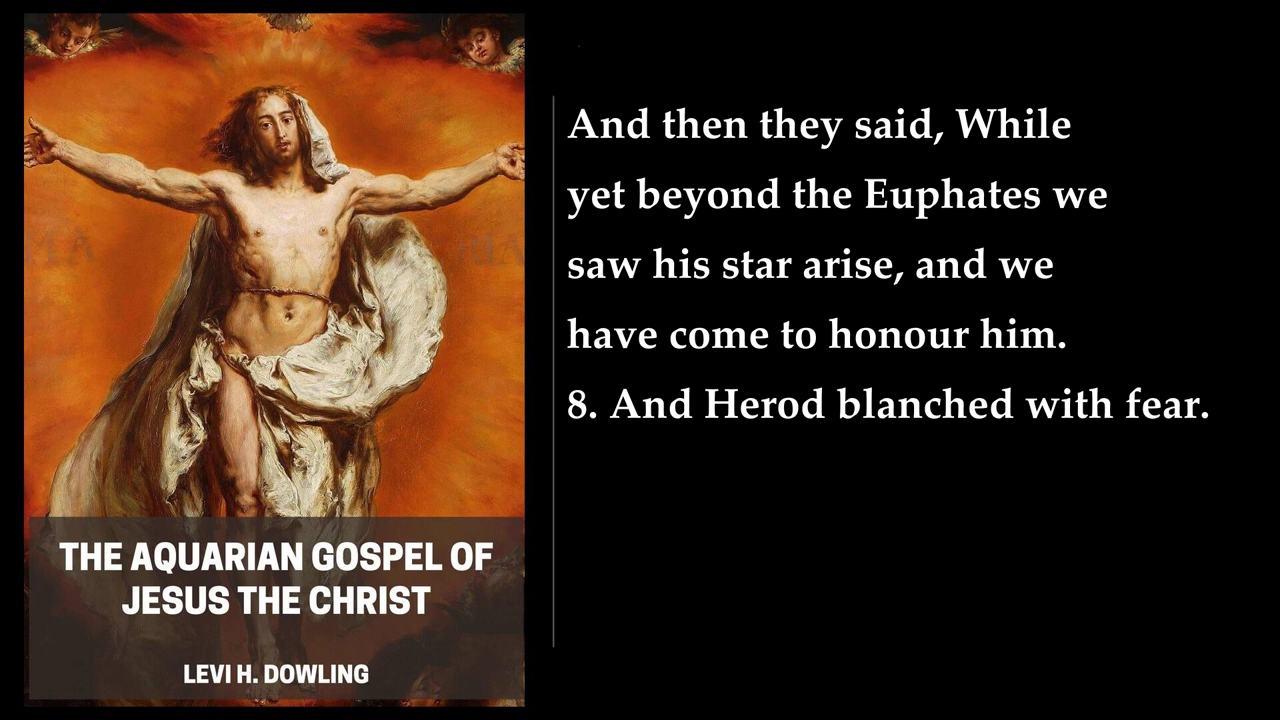 THE AQUARIAN GOSPEL OF
JESUS THE CHRIST
LEVI H. DOWLING
And then they said, While
yet beyond the Euphates we
saw his star arise, and we
have come to honour him.
8. And Herod blanched with fear.